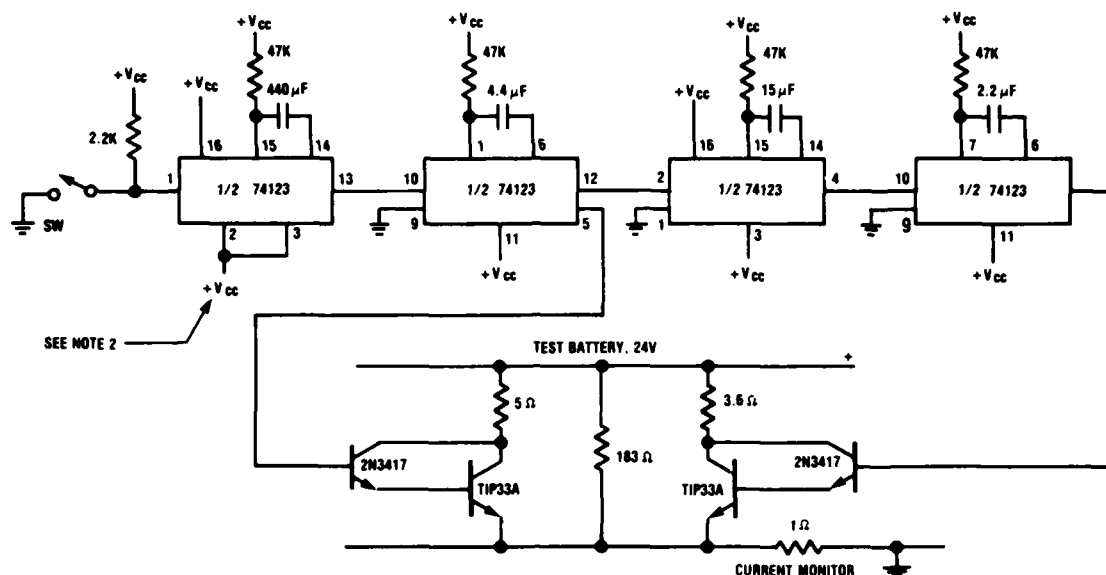 +VCC
+VCC
+VCC
+VCC
47K
47K
47K
47K
+VCC
+VCC
+VCC
440 µF
4.4 µF
15 µF
2.2 µF
2.2K
16
15
14
1
6
16
15
14
7
6
1
1/2 74123
13
10
1/2 74123
12
2
1/2 74123
4
10
1/2 74123
SW
2
3
9
11
5
1
3
9
11
+VCC
+VCC
+VCC
+VCC
SEE NOTE 2
TEST BATTERY, 24V
+
5 Ω
3.6 Ω
2N3417
183 Ω
2N3417
TIP33A
TIP33A
1 Ω
CURRENT MONITOR